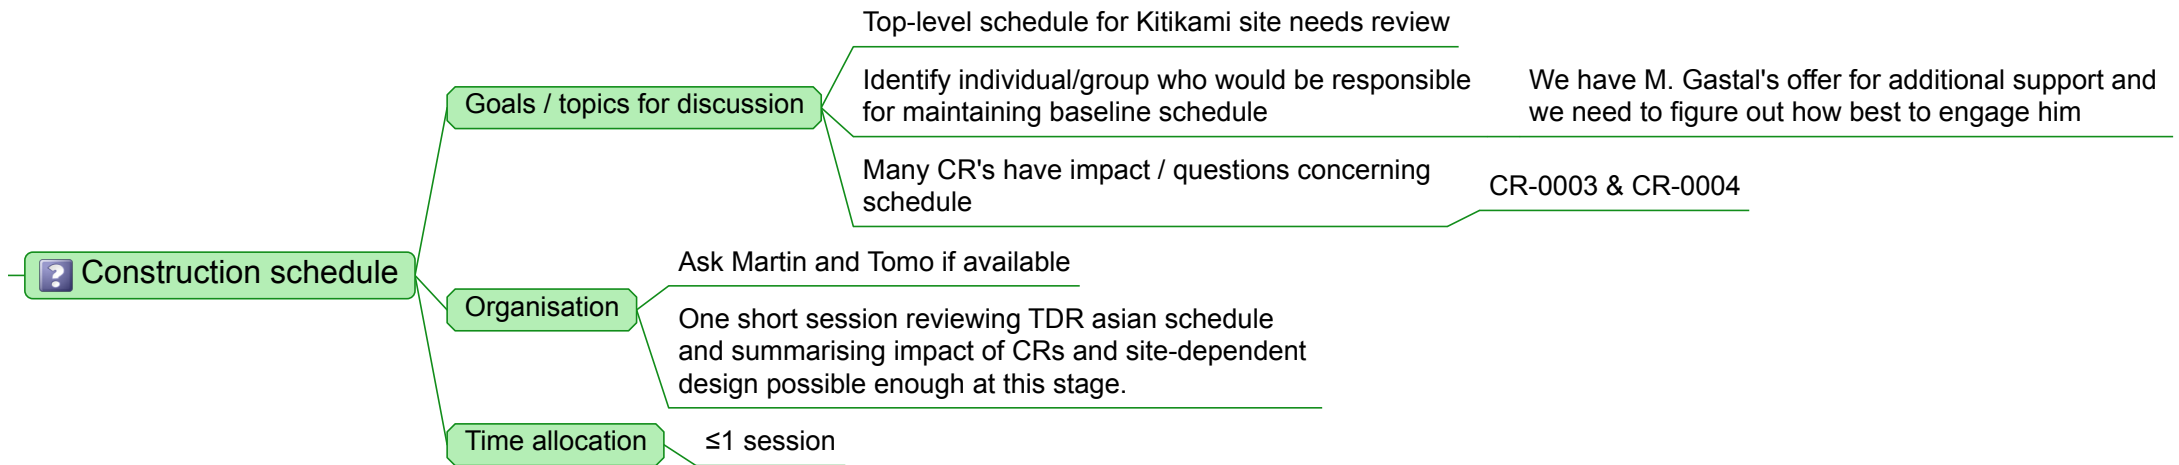 Construction schedule
Goals / topics for discussion
Top-level schedule for Kitikami site needs review
Identify individual/group who would be responsible
for maintaining baseline schedule
We have M. Gastal's offer for additional support and
we need to figure out how best to engage him
Many CR's have impact / questions concerning
schedule
CR-0003 & CR-0004
Organisation
Ask Martin and Tomo if available
One short session reviewing TDR asian schedule
and summarising impact of CRs and site-dependent
design possible enough at this stage.
Time allocation
≤1 session